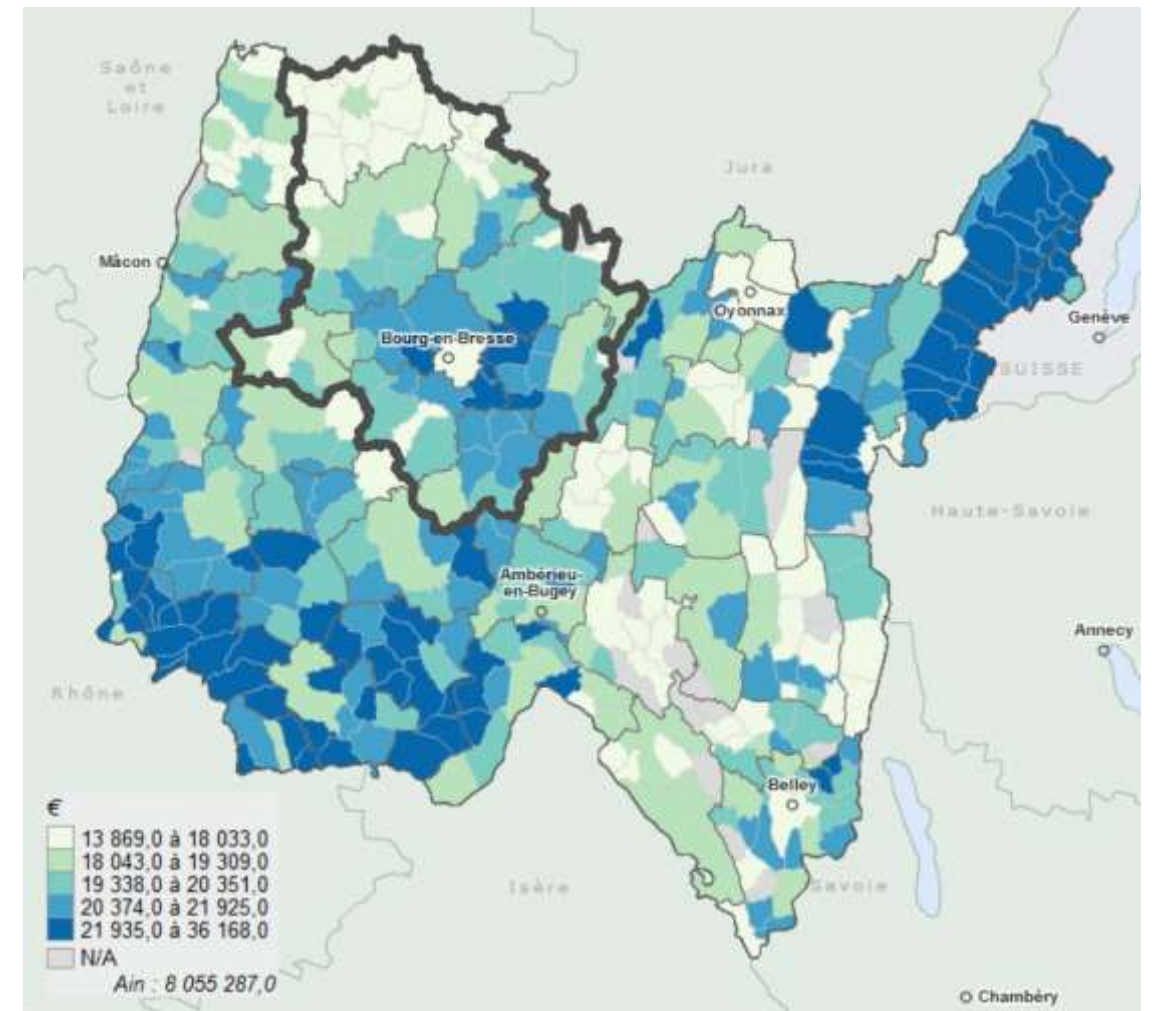 Saône
et
Loire
Jura
Mâcon
Oyonnax
Genève
Bourg-en-Bresse
SUISSE
Haute-Savoie
Ambérieu-
en-Bugey
Annecy
Rhône
Belley
€
13 869,0 à 18 033,0
18 043,0 à 19 309,0
19 338,0 à 20 351,0
20 374,0 à 21 925,0
21 935,0 à 36 168,0
N/A
Ain : 8 055 287,0
Isère
Savoie
Chambéry